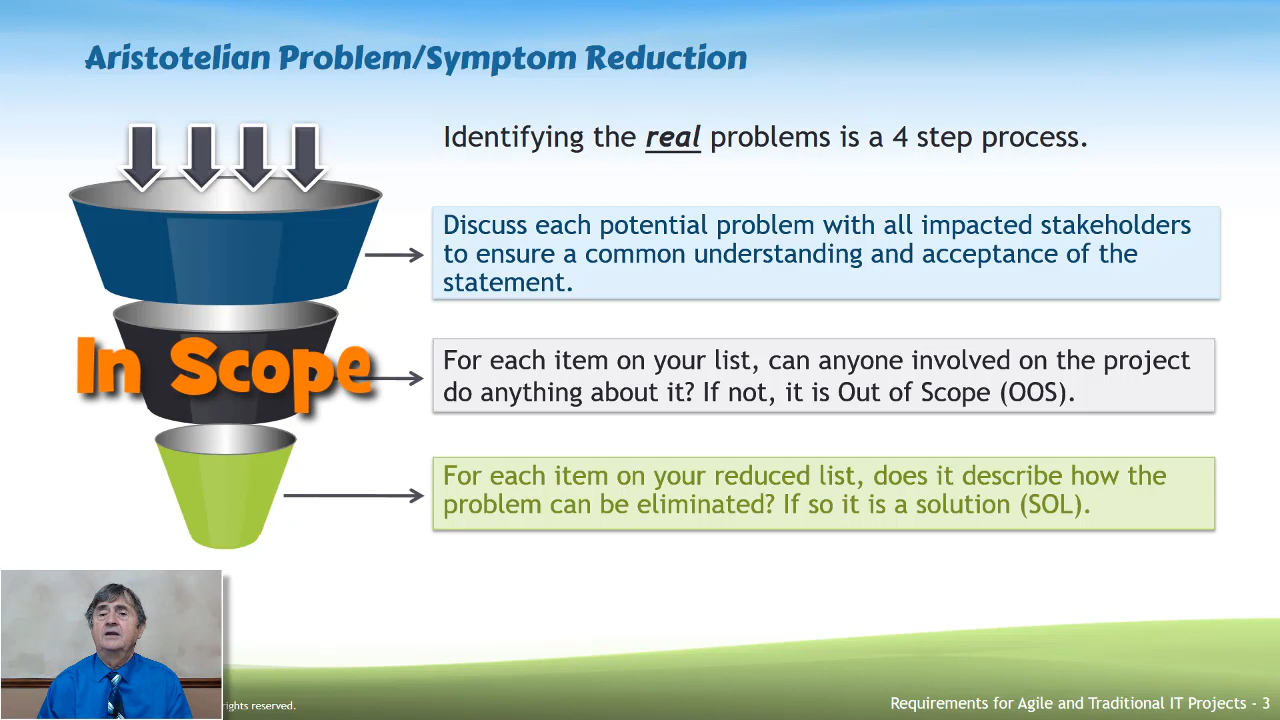 Aristotelian Problem/Symptom Reduction
Identifying the real problems is a 4 step process.
Discuss each potential problem with all impacted stakeholders
to ensure a common understanding and acceptance of the
statement.
In Scope
For each item on your list, can anyone involved on the project
do anything about it? If not, it is Out of Scope (OOS).
For each item on your reduced list, does it describe how the
problem can be eliminated? If so it is a solution (SOL).
rights reserved.
Requirements for Agile and Traditional IT Projects - 3